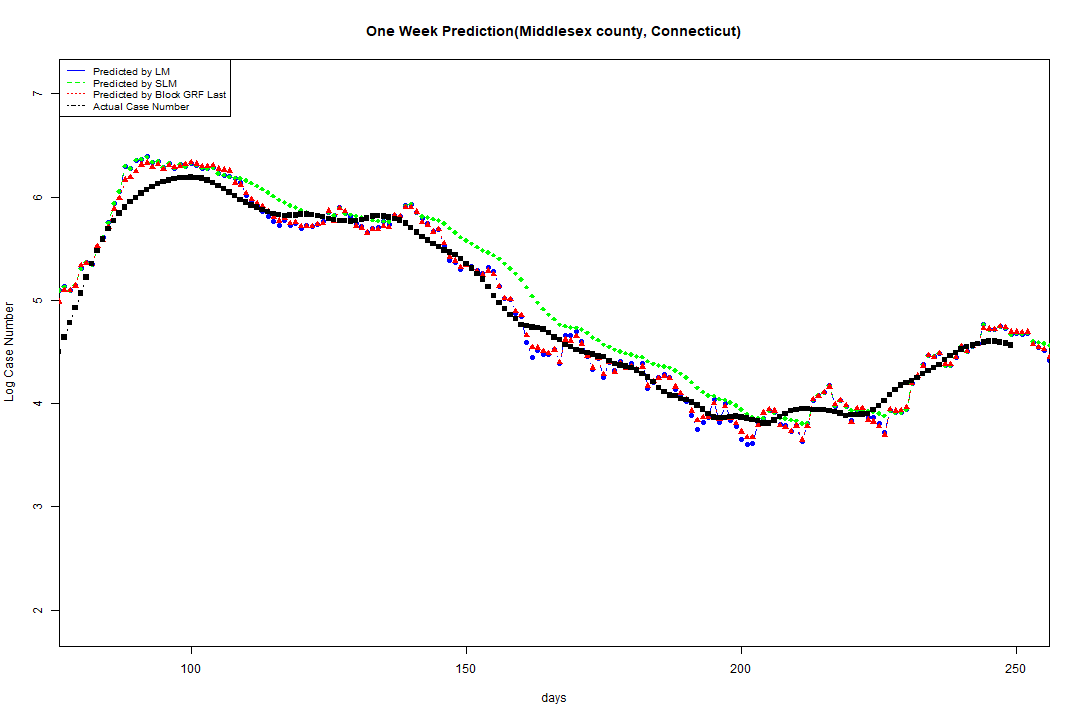 One Week Prediction(Middlesex county, Connecticut)
Predicted by LM
Predicted by SLM
Predicted by Block GRF Last
Actual Case Number
7
6
5
4
3
2
Log Case Number
100 150 200 250
days